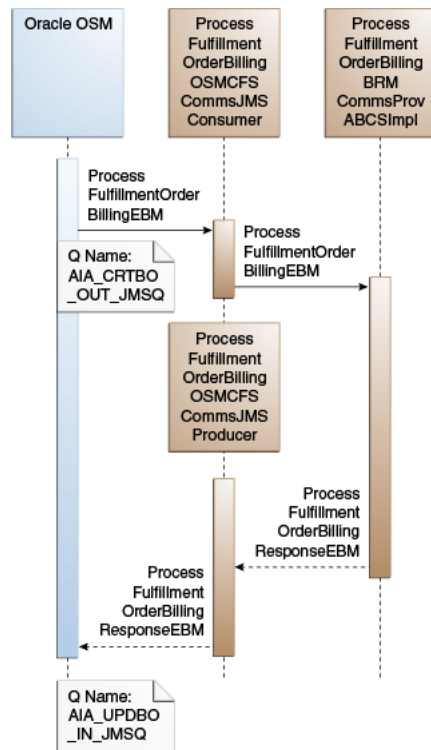 Oracle OSM
Process
Fulfillment
OrderBilling
OSMCFS
CommsJMS
Consumer
Process
Fulfillment
OrderBilling
BRM
CommsProv
ABCSImpl
Process
FulfillmentOrder
BillingEBM
Q Name:
AIA_CRTBO
_OUT_JMSQ
Process
FulfillmentOrder
BillingEBM
Process
Fulfillment
OrderBilling
OSMCFS
CommsJMS
Producer
Process
Fulfillment
OrderBilling
ResponseEBM
Process
Fulfillment
OrderBilling
ResponseEBM
Q Name:
AIA_UPDBO
_IN_JMSQ